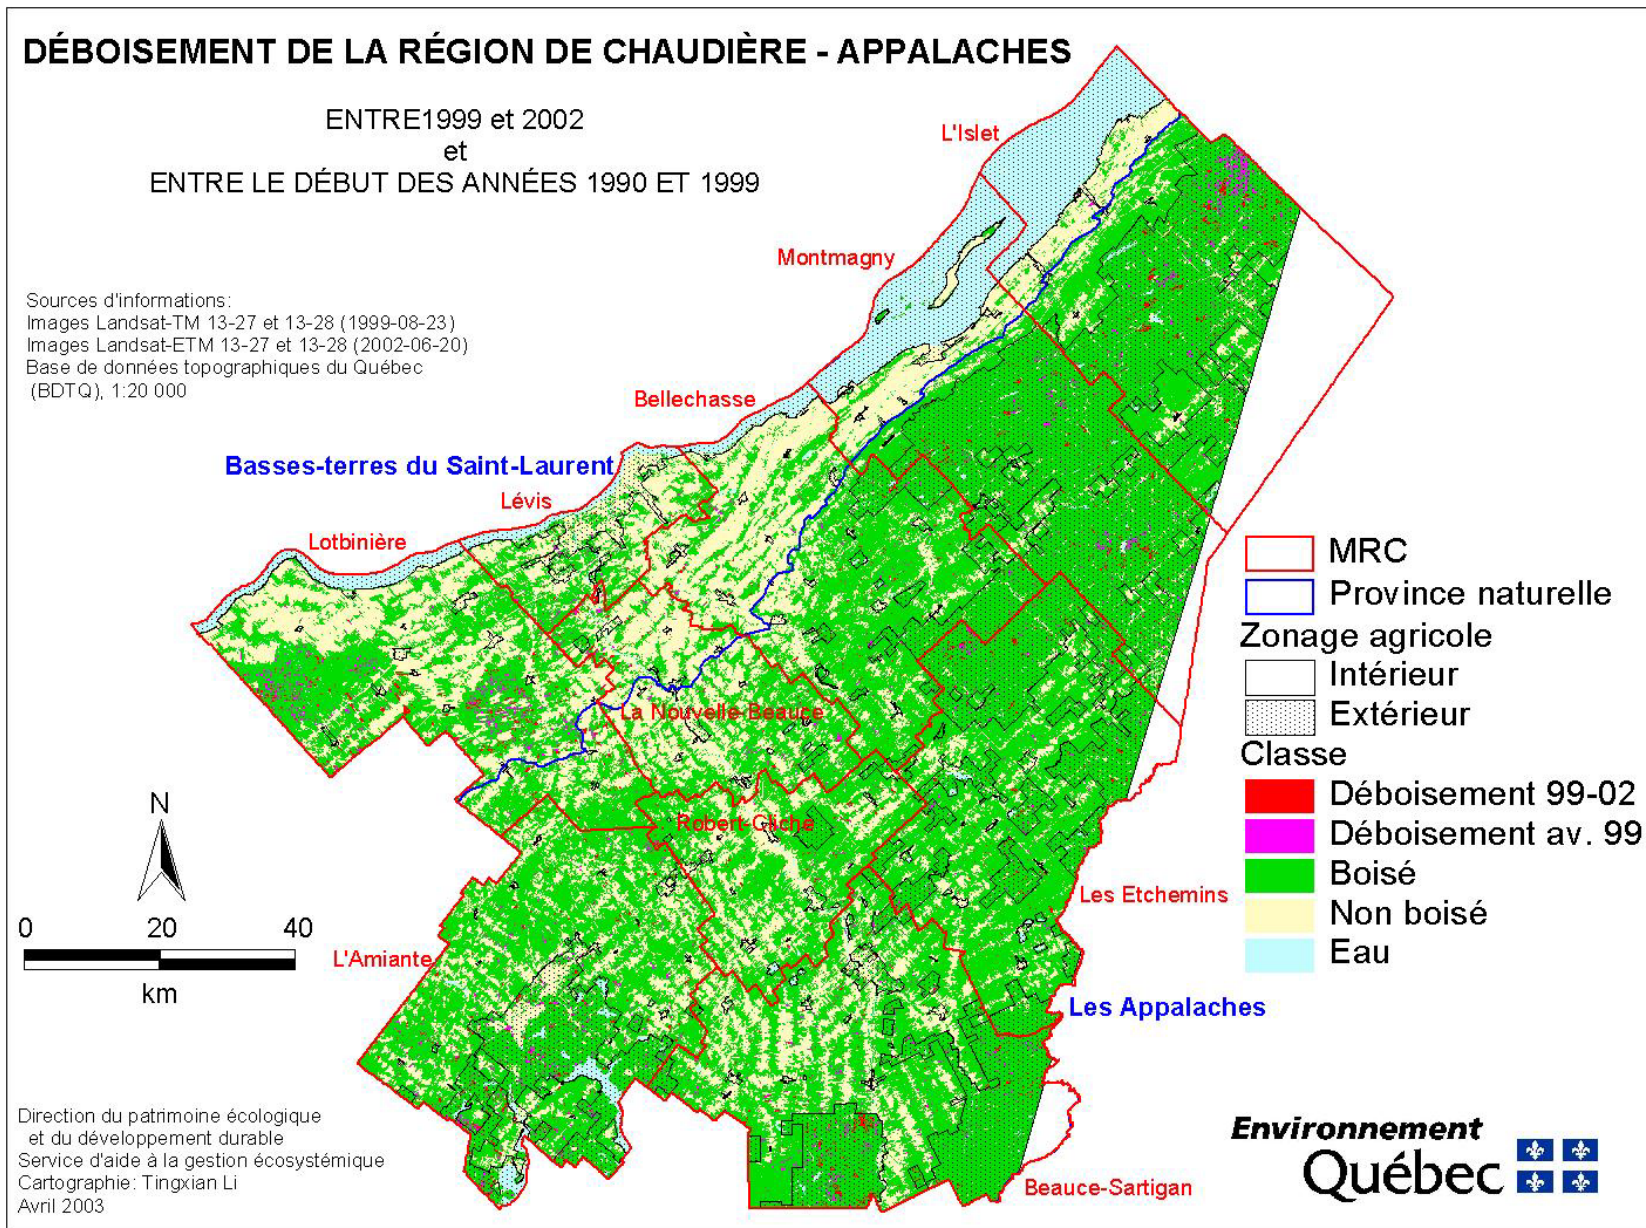 DÉBOISEMENT DE LA RÉGION DE CHAUDIÈRE - APPALACHES
ENTRE1999 et 2002
et
ENTRE LE DÉBUT DES ANNÉES 1990 ET 1999
Sources d'informations:
Images Landsat-TM 13-27 et 13-28 (1999-08-23)
Images Landsat-ETM 13-27 et 13-28 (2002-06-20)
Base de données topographiques du Québec
(BDTQ), 1:20 000
L'Islet
Montmagny
Bellechasse
Basses-terres du Saint-Laurent
Lévis
Lotbinière
La Nouvelle-Beauce
Robert-Cliche
Les Etchemins
L'Amiante
Les Appalaches
Beauce-Sartigan
MRC
Province naturelle
Zonage agricole
Intérieur
Extérieur
Classe
Déboisement 99-02
Déboisement av. 99
Boisé
Non boisé
Eau
N
0 20 40
km
Direction du patrimoine écologique
et du développement durable
Service d'aide à la gestion écosystémique
Cartographie: Tingxian Li
Avril 2003
Environnement
Québec